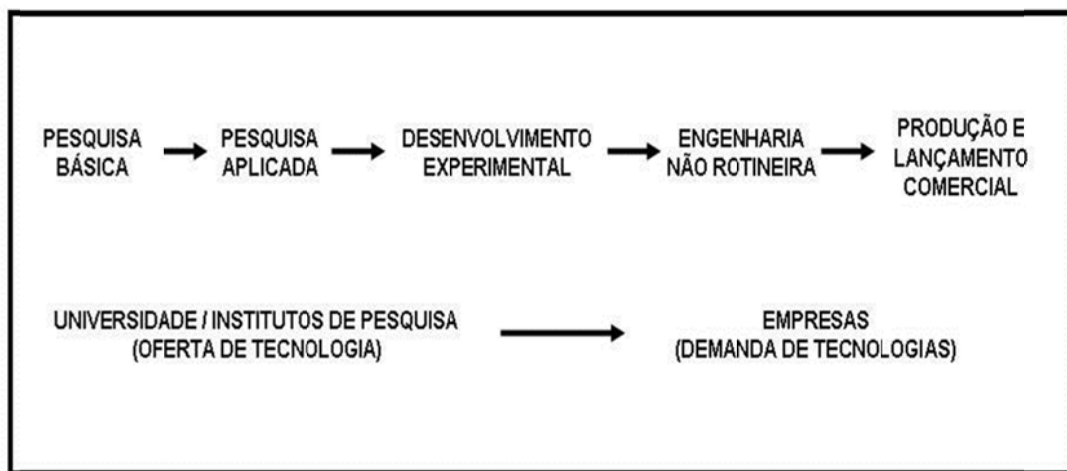 PESQUISA
BÁSICA
PESQUISA
APLICADA
DESENVOLVIMENTO
EXPERIMENTAL
ENGENHARIA
NÃO ROTINEIRA
PRODUÇÃO E
LANÇAMENTO
COMERCIAL
UNIVERSIDADE / INSTITUTOS DE PESQUISA
(OFERTA DE TECNOLOGIA)
EMPRESAS
(DEMANDA DE TECNOLOGIAS)